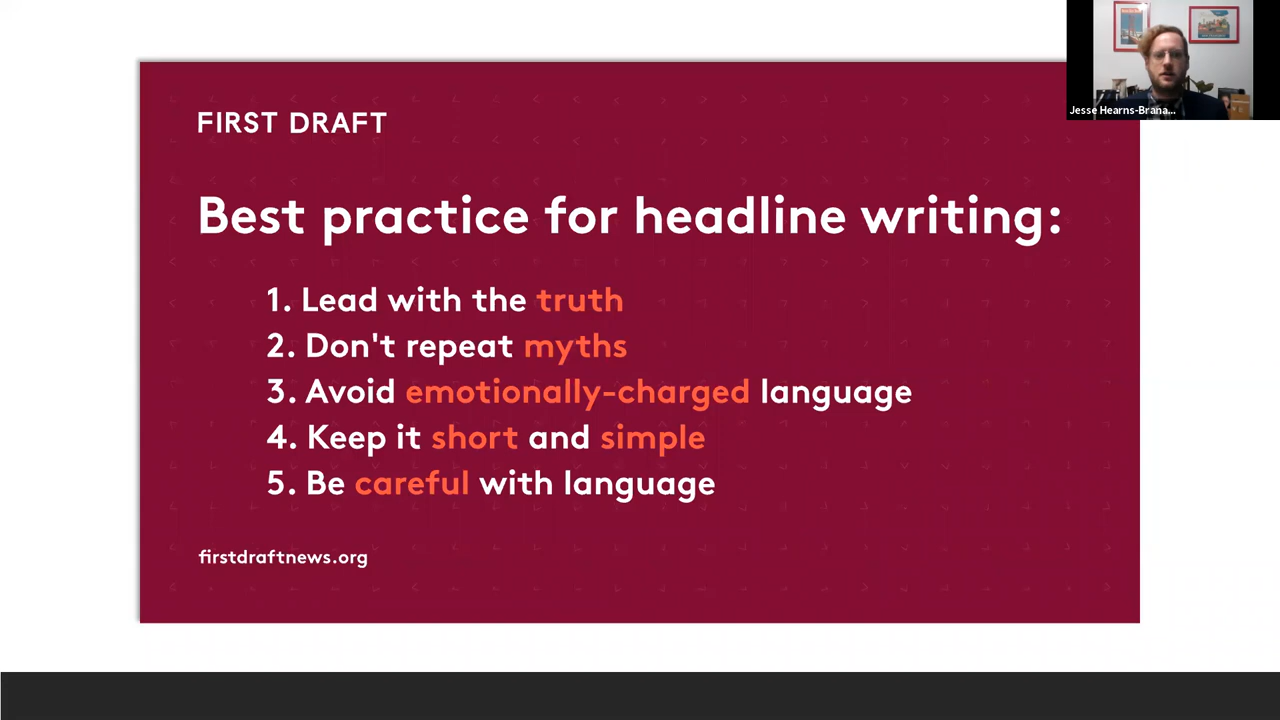 FIRST DRAFT
Best practice for headline writing:
1. Lead with the truth
2. Don't repeat myths
3. Avoid emotionally-charged language
4. Keep it short and simple
5. Be careful with language
firstdraftnews.org
Jesse Hearns-Brana...